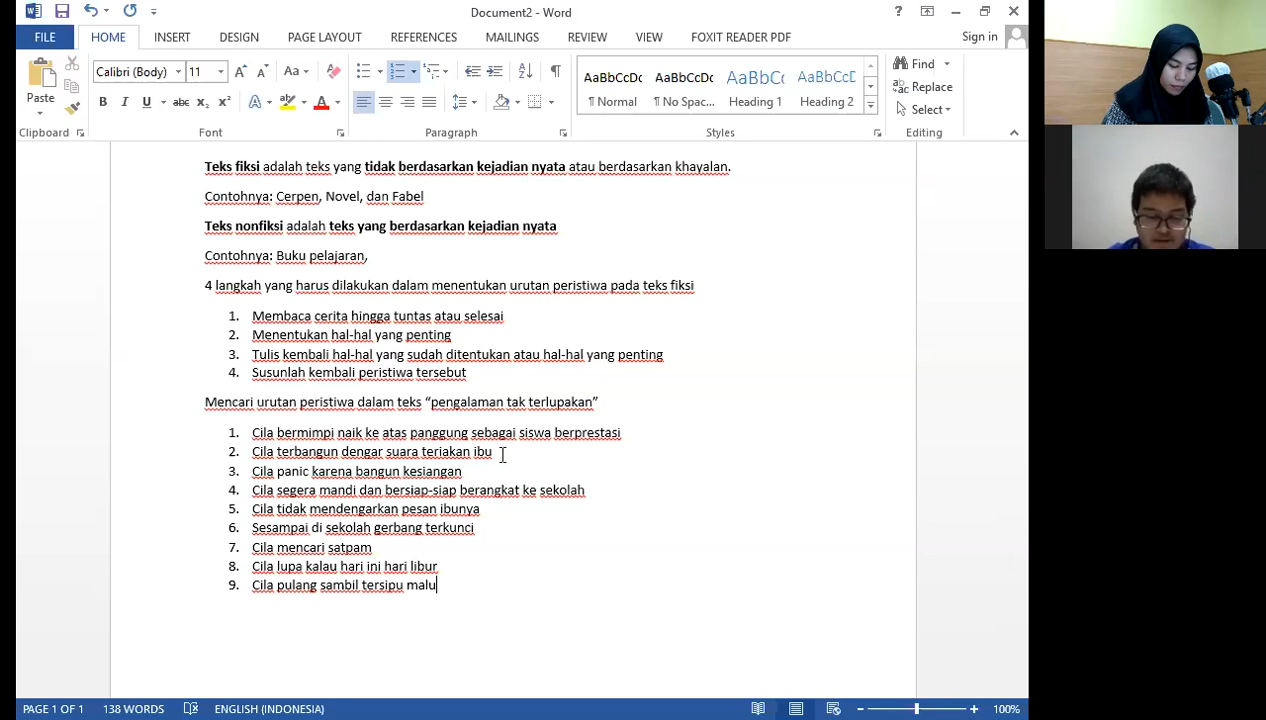 Document2 - Word
FILE HOME INSERT DESIGN PAGE LAYOUT REFERENCES MAILINGS REVIEW VIEW FOXIT READER PDF Sign in
Calibri (Body) 11
Paste
AaBbCcDc AaBbCcDc AaBbCc AaBbCcD
¶ Normal ¶ No Spac... Heading 1 Heading 2
Find
Replace
Select
Clipboard Font Paragraph Styles Editing
Teks fiksi adalah teks yang tidak berdasarkan kejadian nyata atau berdasarkan khayalan.
Contohnya: Cerpen, Novel, dan Fabel
Teks nonfiksi adalah teks yang berdasarkan kejadian nyata
Contohnya: Buku pelajaran,
4 langkah yang harus dilakukan dalam menentukan urutan peristiwa pada teks fiksi
1. Membaca cerita hingga tuntas atau selesai
2. Menentukan hal-hal yang penting
3. Tulis kembali hal-hal yang sudah ditentukan atau hal-hal yang penting
4. Susunlah kembali peristiwa tersebut
Mencari urutan peristiwa dalam teks “pengalaman tak terlupakan”
1. Cila bermimpi naik ke atas panggung sebagai siswa berprestasi
2. Cila terbangun dengar suara teriakan ibu
3. Cila panic karena bangun kesiangan
4. Cila segera mandi dan bersiap-siap berangkat ke sekolah
5. Cila tidak mendengarkan pesan ibunya
6. Sesampai di sekolah gerbang terkunci
7. Cila mencari satpam
8. Cila lupa kalau hari ini hari libur
9. Cila pulang sambil tersipu malu
PAGE 1 OF 1 138 WORDS ENGLISH (INDONESIA) 100%